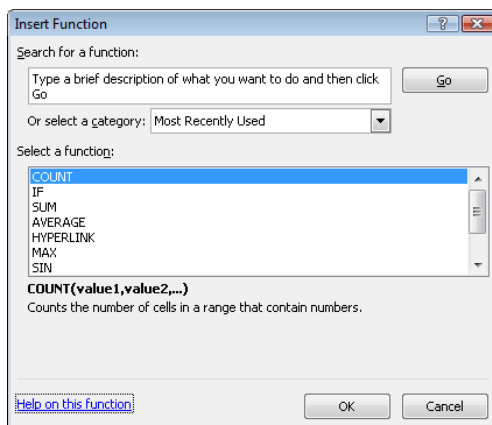 Insert Function
Search for a function:
Type a brief description of what you want to do and then click
Go
Go
Or select a category: Most Recently Used
Select a function:
COUNT
IF
SUM
AVERAGE
HYPERLINK
MAX
SIN
COUNT(value1,value2,...)
Counts the number of cells in a range that contain numbers.
Help on this function
OK
Cancel